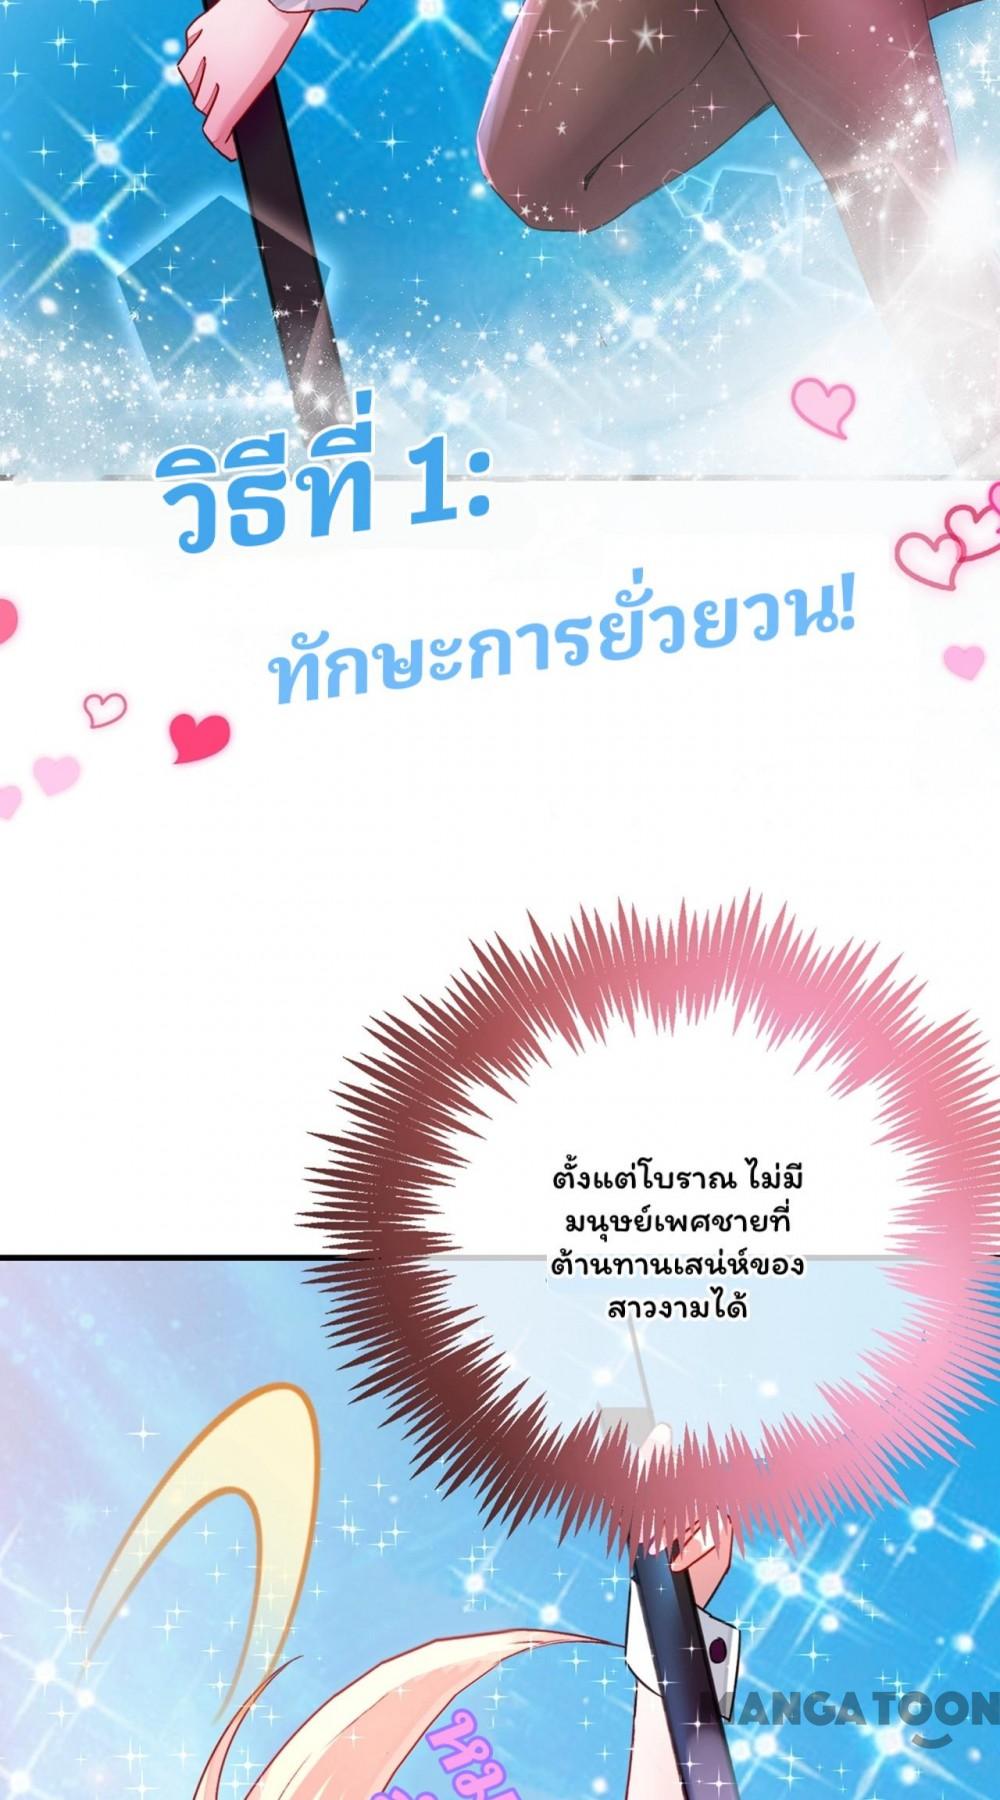 วิธีที่ 1:
ทักษะการยั่วยวน!
ตั้งแต่โบราณ ไม่มี
มนุษย์เพศชายที่
ต้านทานเสน่ห์ของ
สาวงามได้
MANGATOON